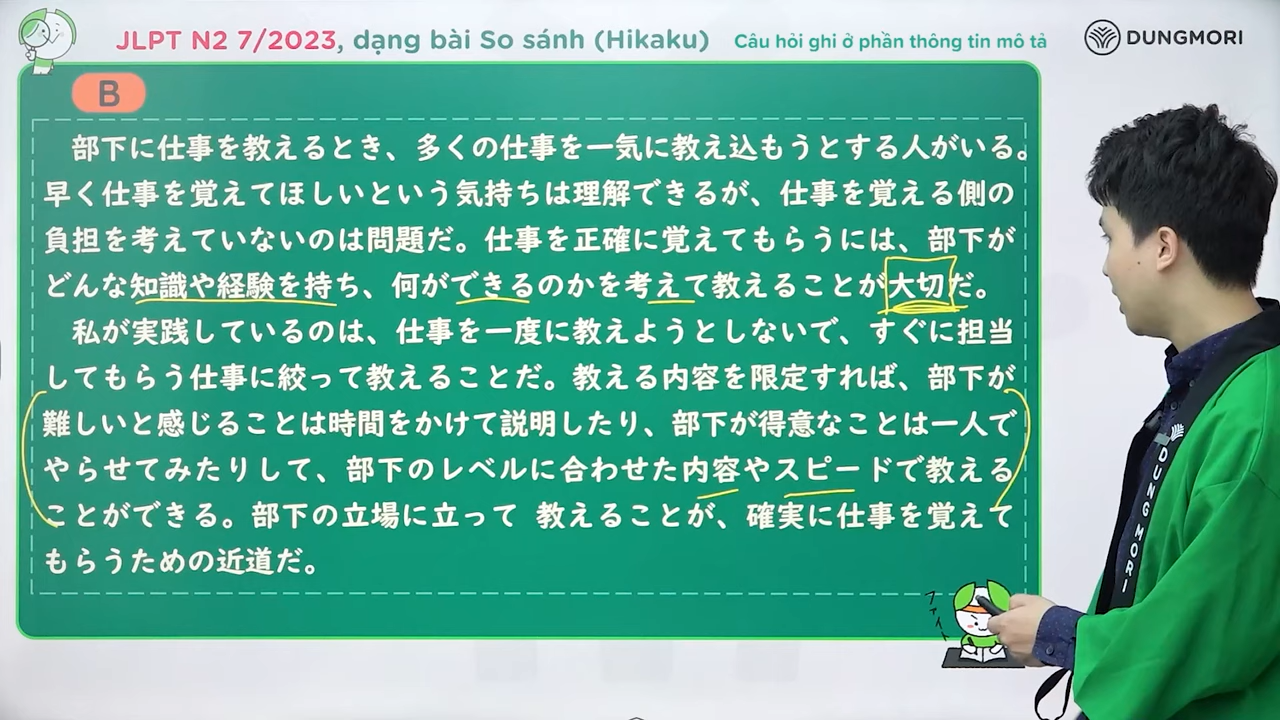 JLPT N2 7/2023, dạng bài So sánh (Hikaku)
Câu hỏi ghi ở phần thông tin mô tả
DUNGMORI
B
部下に仕事を教えるとき、多くの仕事を一気に教え込もうとする人がいる。
早く仕事を覚えてほしいという気持ちは理解できるが、仕事を覚える側の
負担を考えていないのは問題だ。仕事を正確に覚えてもらうには、部下が
どんな知識や経験を持ち、何ができるのかを考えて教えることが大切だ。
私が実践しているのは、仕事を一度に教えようとしないで、すぐに担当
してもらう仕事に絞って教えることだ。教える内容を限定すれば、部下が
難しいと感じることは時間をかけて説明したり、部下が得意なことは一人で
やらせてみたりして、部下のレベルに合わせた内容やスピードで教える
ことができる。部下の立場に立って 教えることが、確実に仕事を覚えて
もらうための近道だ。
ファイト
DUNGMORI